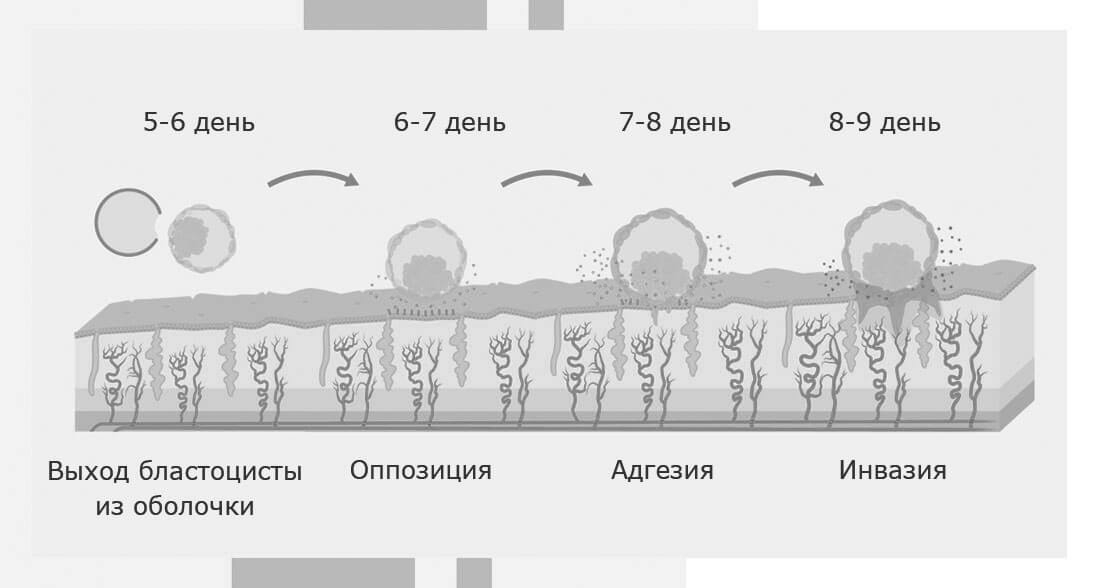 5-6 день
6-7 день
7-8 день
8-9 день
Выход бластоцисты
из оболочки
Оппозиция
Адгезия
Инвазия